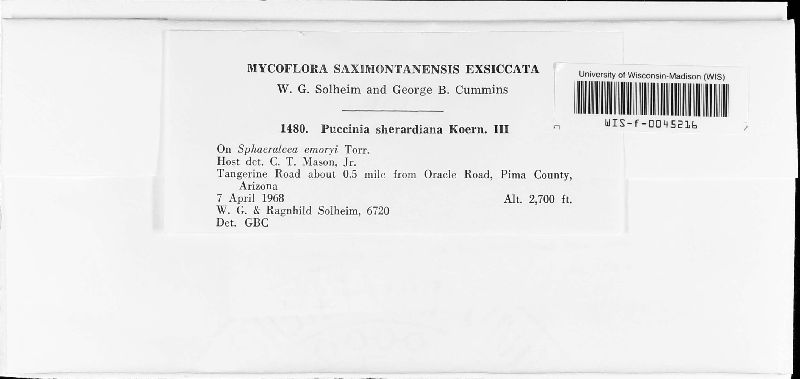 MYCOFLORA SAXIMONTANENSIS EXSICCATA
W. G. Solheim and George B. Cummins
1480. Puccinia sherardiana Koern. III
On Sphaeralcea emoryi Torr.
Host det. C. T. Mason, Jr.
Tangerine Road about 0.5 mile from Oracle Road, Pima County,
Arizona
7 April 1968 Alt. 2,700 ft.
W. G. & Ragnhild Solheim, 6720
Det. GBC
University of Wisconsin-Madison (WIS)
WIS-f-0045216